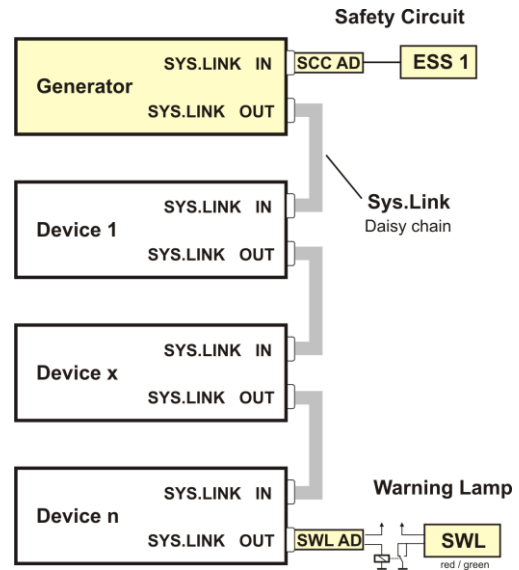 Safety Circuit
SYS.LINK IN
SCC AD
ESS 1
Generator
SYS.LINK OUT
SYS.LINK IN
Sys.Link
Daisy chain
Device 1
SYS.LINK OUT
SYS.LINK IN
Device x
SYS.LINK OUT
SYS.LINK IN
Warning Lamp
Device n
SYS.LINK OUT
SWL AD
SWL
red / green